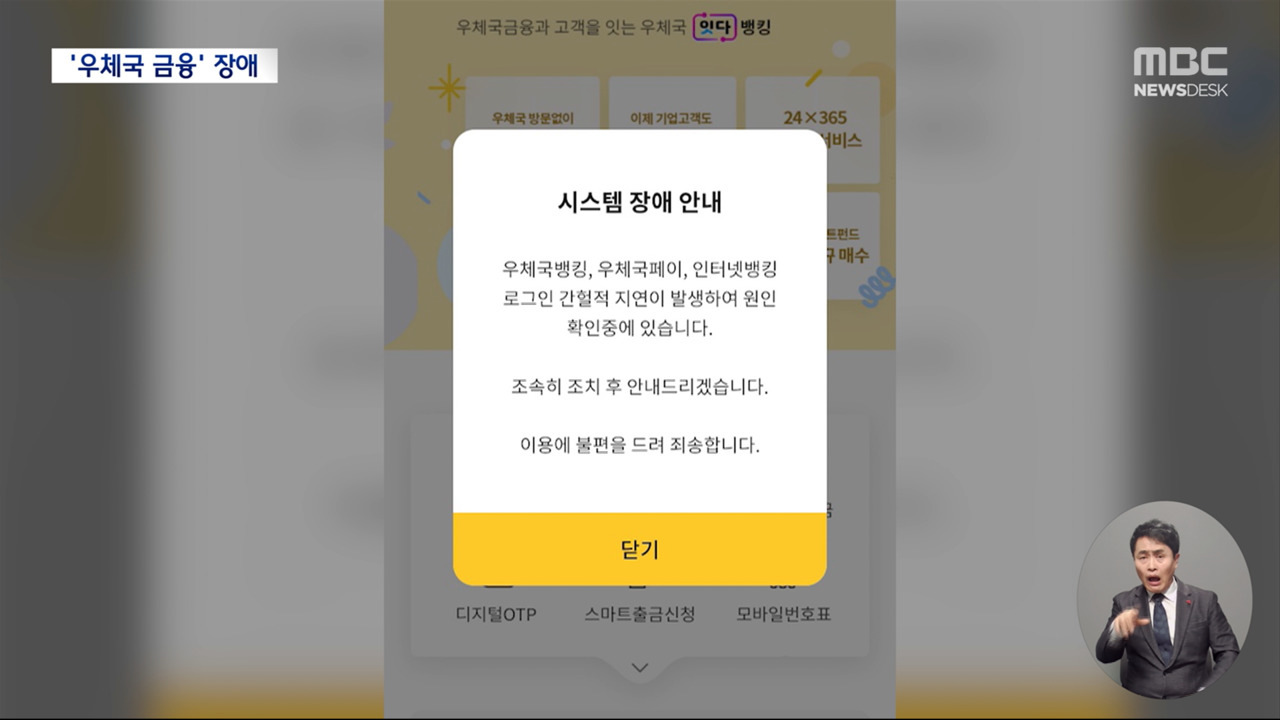 '우체국 금융' 장애
MBC
NEWSDESK
우체국금융과 고객을 잇는 우체국 잇다 뱅킹
우체국 방문없이
이제 기업고객도
24×365
서비스
트펀드
규 매수
시스템 장애 안내
우체국뱅킹, 우체국페이, 인터넷뱅킹
로그인 간헐적 지연이 발생하여 원인
확인중에 있습니다.
조속히 조치 후 안내드리겠습니다.
이용에 불편을 드려 죄송합니다.
닫기
디지털OTP
스마트출금신청
모바일번호표